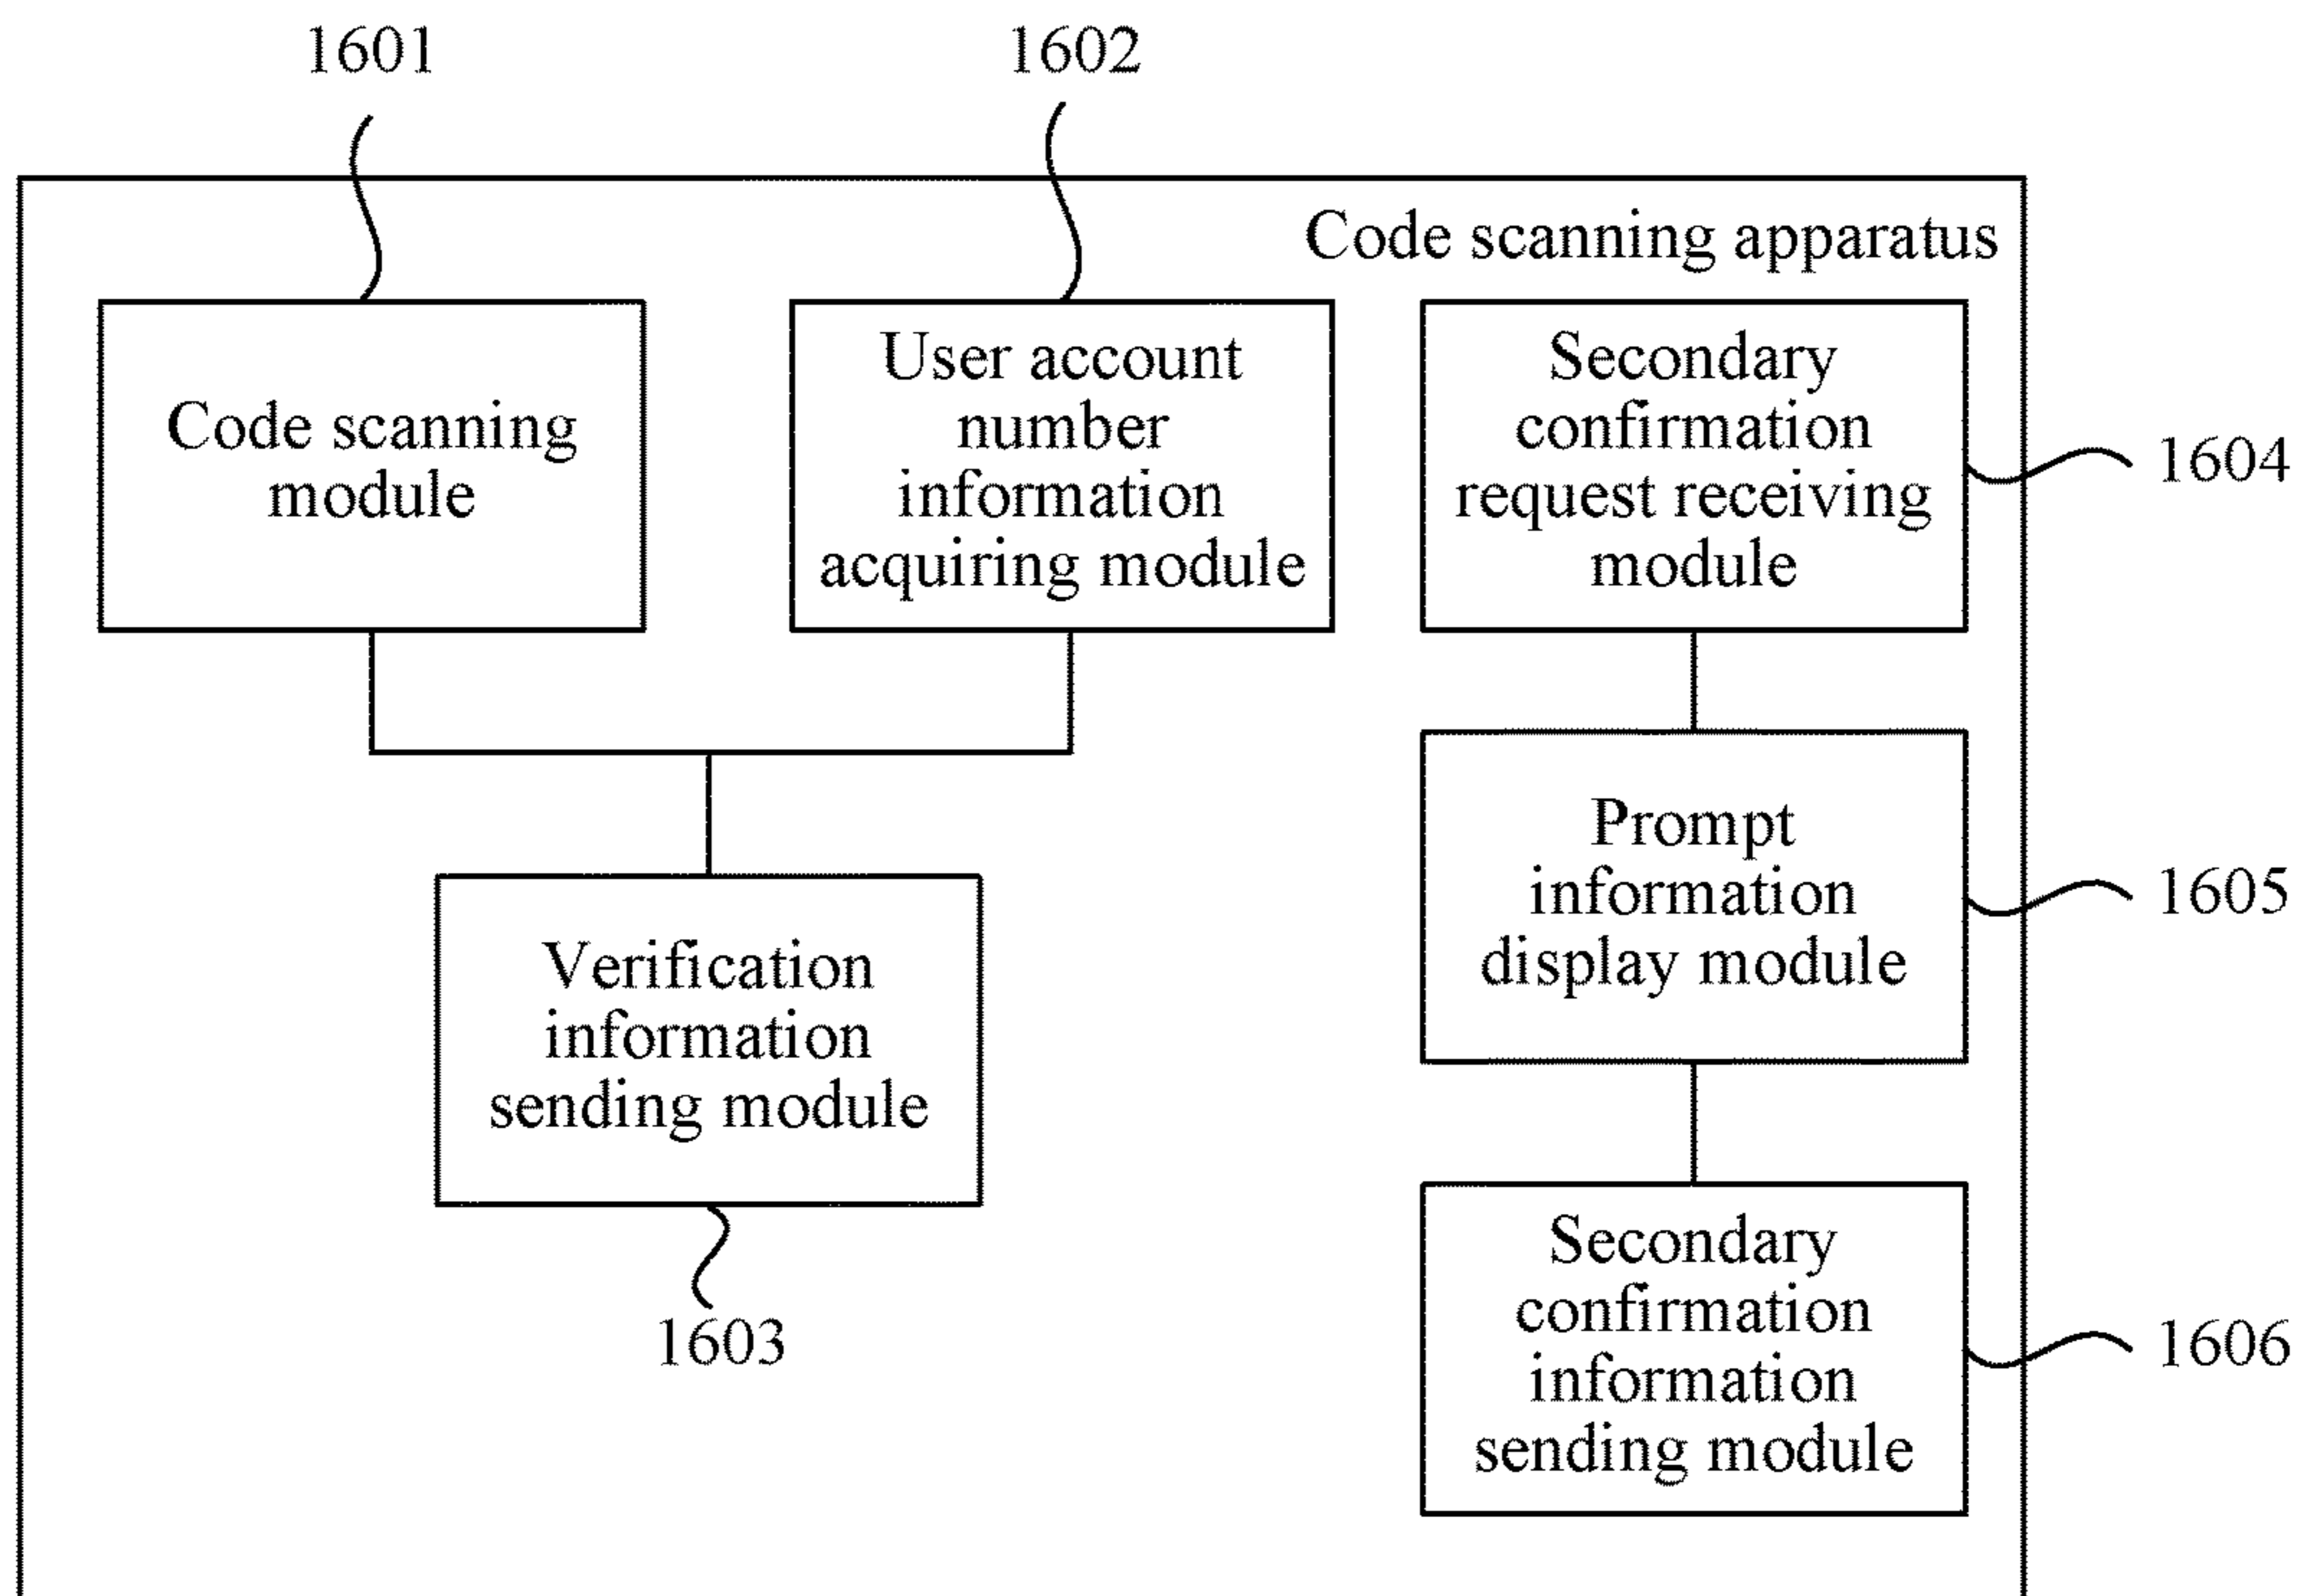 1601
1602
Code scanning apparatus
Code scanning
module
User account
number
information
acquiring module
Secondary
confirmation
request receiving
module
1604
Prompt
information
display module
1605
Verification
information
sending module
1603
Secondary
confirmation
information
sending module
1606